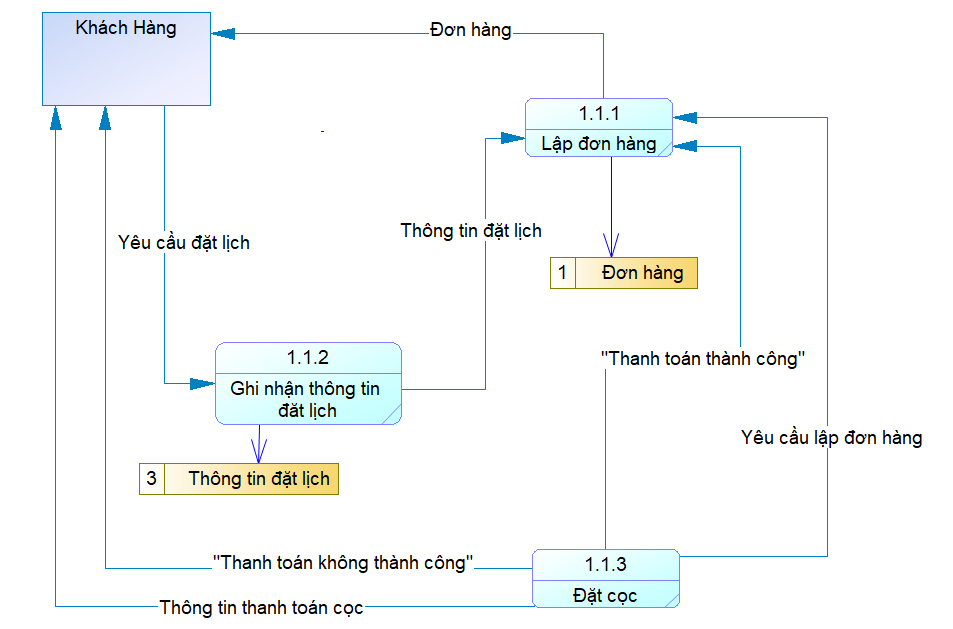 Khách Hàng
Đơn hàng
1.1.1
Lập đơn hàng
Yêu cầu đặt lịch
Thông tin đặt lịch
1 Đơn hàng
1.1.2
Ghi nhận thông tin
đăt lịch
"Thanh toán thành công"
Yêu cầu lập đơn hàng
3 Thông tin đặt lịch
"Thanh toán không thành công"
1.1.3
Đặt cọc
Thông tin thanh toán cọc